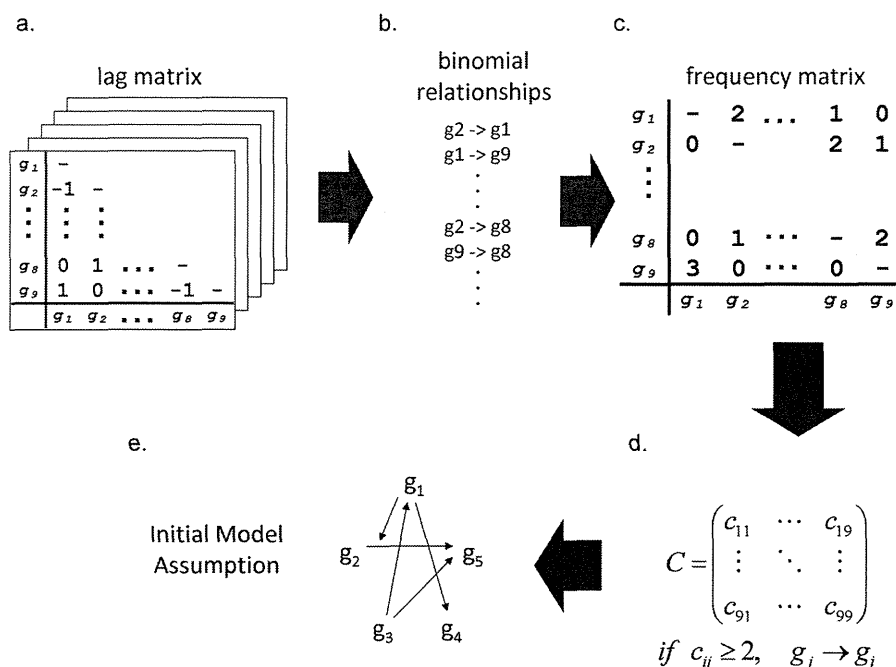 a.
lag matrix
g₁ -
g₂ -1 -
⋮ ⋮ ⋮
g₈ 0 1 ... -
g₉ 1 0 ... -1 -
g₁ g₂ ... g₈ g₉
b.
binomial
relationships
g2 -> g1
g1 -> g9
.
.
.
g2 -> g8
g9 -> g8
.
.
.
c.
frequency matrix
g₁ - 2 ... 1 0
g₂ 0 - 2 1
⋮
g₈ 0 1 ... - 2
g₉ 3 0 ... 0 -
g₁ g₂ g₈ g₉
d.
C = ( c₁₁ ⋯ c₁₉
⋮ ⋱ ⋮
c₉₁ ⋯ c₉₉ )
if cᵢⱼ ≥ 2, gⱼ → gᵢ
e.
Initial Model
Assumption
g₁
g₂ g₅
g₃ g₄